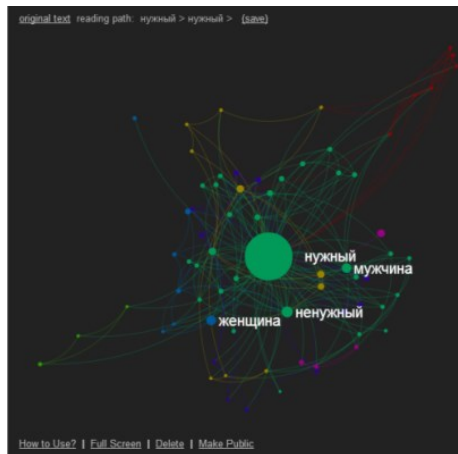 original text reading path: нужный > нужный > (save)
нужный
мужчина
ненужный
женщина
How to Use? | Full Screen | Delete | Make Public